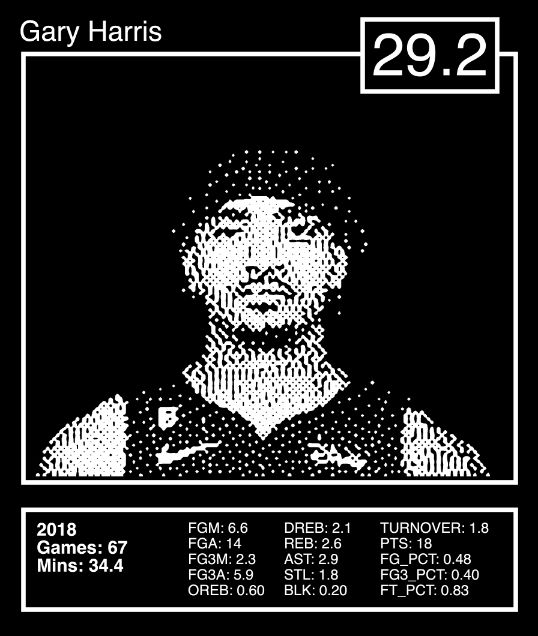 Gary Harris
29.2
2018
Games: 67
Mins: 34.4
FGM: 6.6
FGA: 14
FG3M: 2.3
FG3A: 5.9
OREB: 0.60
DREB: 2.1
REB: 2.6
AST: 2.9
STL: 1.8
BLK: 0.20
TURNOVER: 1.8
PTS: 18
FG_PCT: 0.48
FG3_PCT: 0.40
FT_PCT: 0.83